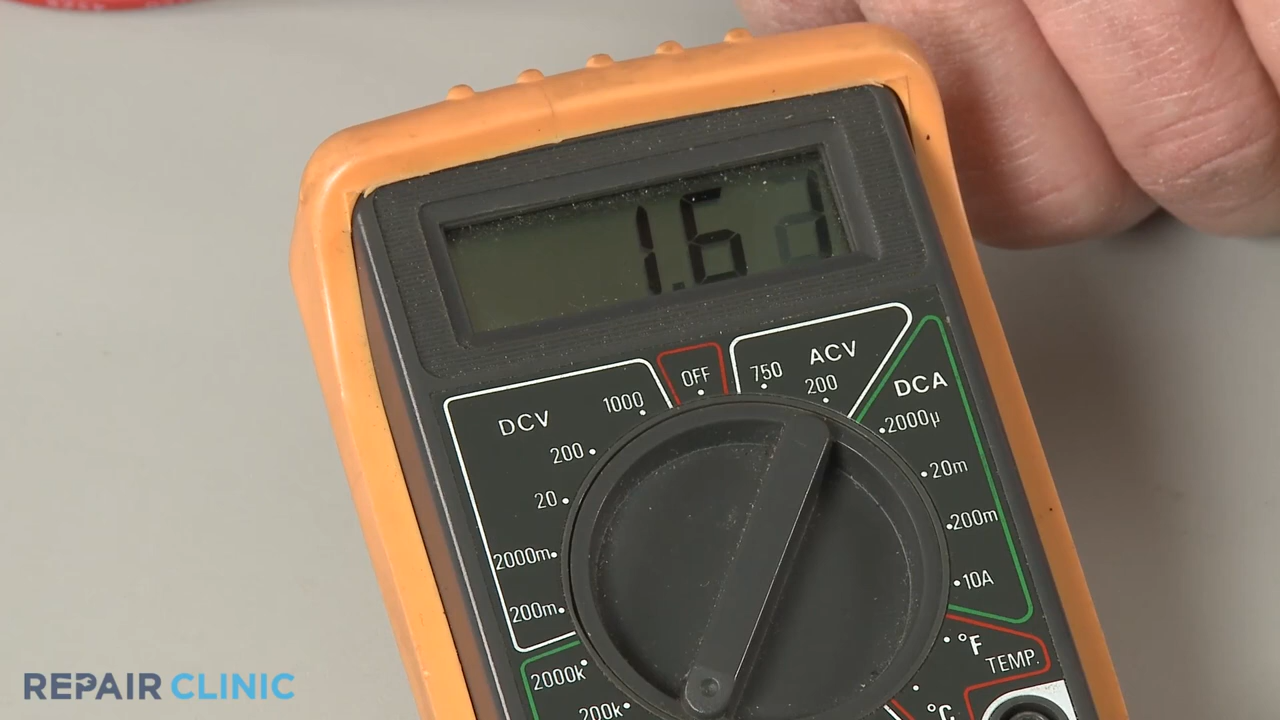 1.6
OFF
ACV
750
200
DCA
2000µ
20m
200m
10A
DCV
1000
200
20
2000m
200m
2000k
200k
°F
TEMP.
°C
REPAIR CLINIC